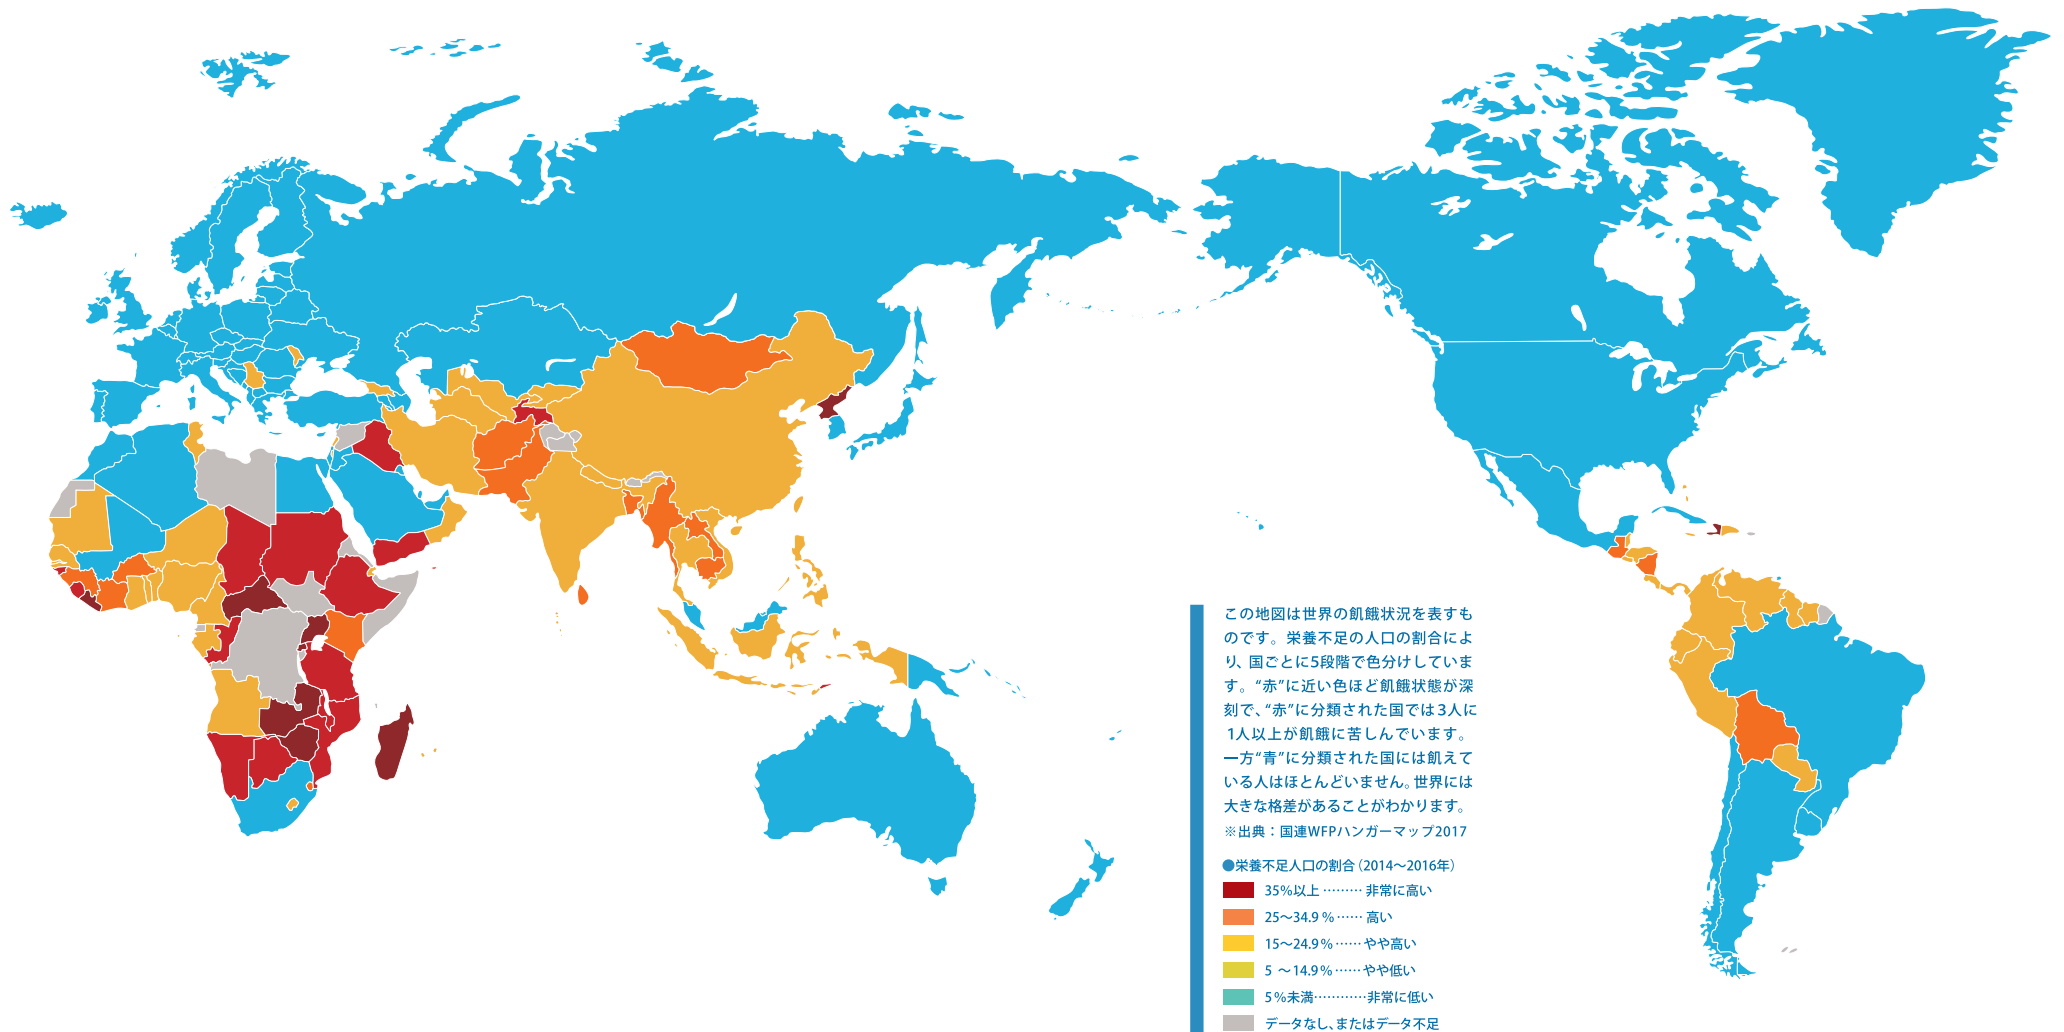 この地図は世界の飢餓状況を表すも
のです。栄養不足の人口の割合によ
り、国ごとに5段階で色分けしていま
す。“赤”に近い色ほど飢餓状態が深
刻で、“赤”に分類された国では3人に
1人以上が飢餓に苦しんでいます。
一方“青”に分類された国には飢えて
いる人はほとんどいません。世界には
大きな格差があることがわかります。
※出典：国連WFPハンガーマップ2017
●栄養不足人口の割合（2014〜2016年）
35%以上 ……… 非常に高い
25〜34.9 % …… 高い
15〜24.9 % …… やや高い
5 〜14.9 % …… やや低い
5 %未満…………非常に低い
データなし、またはデータ不足